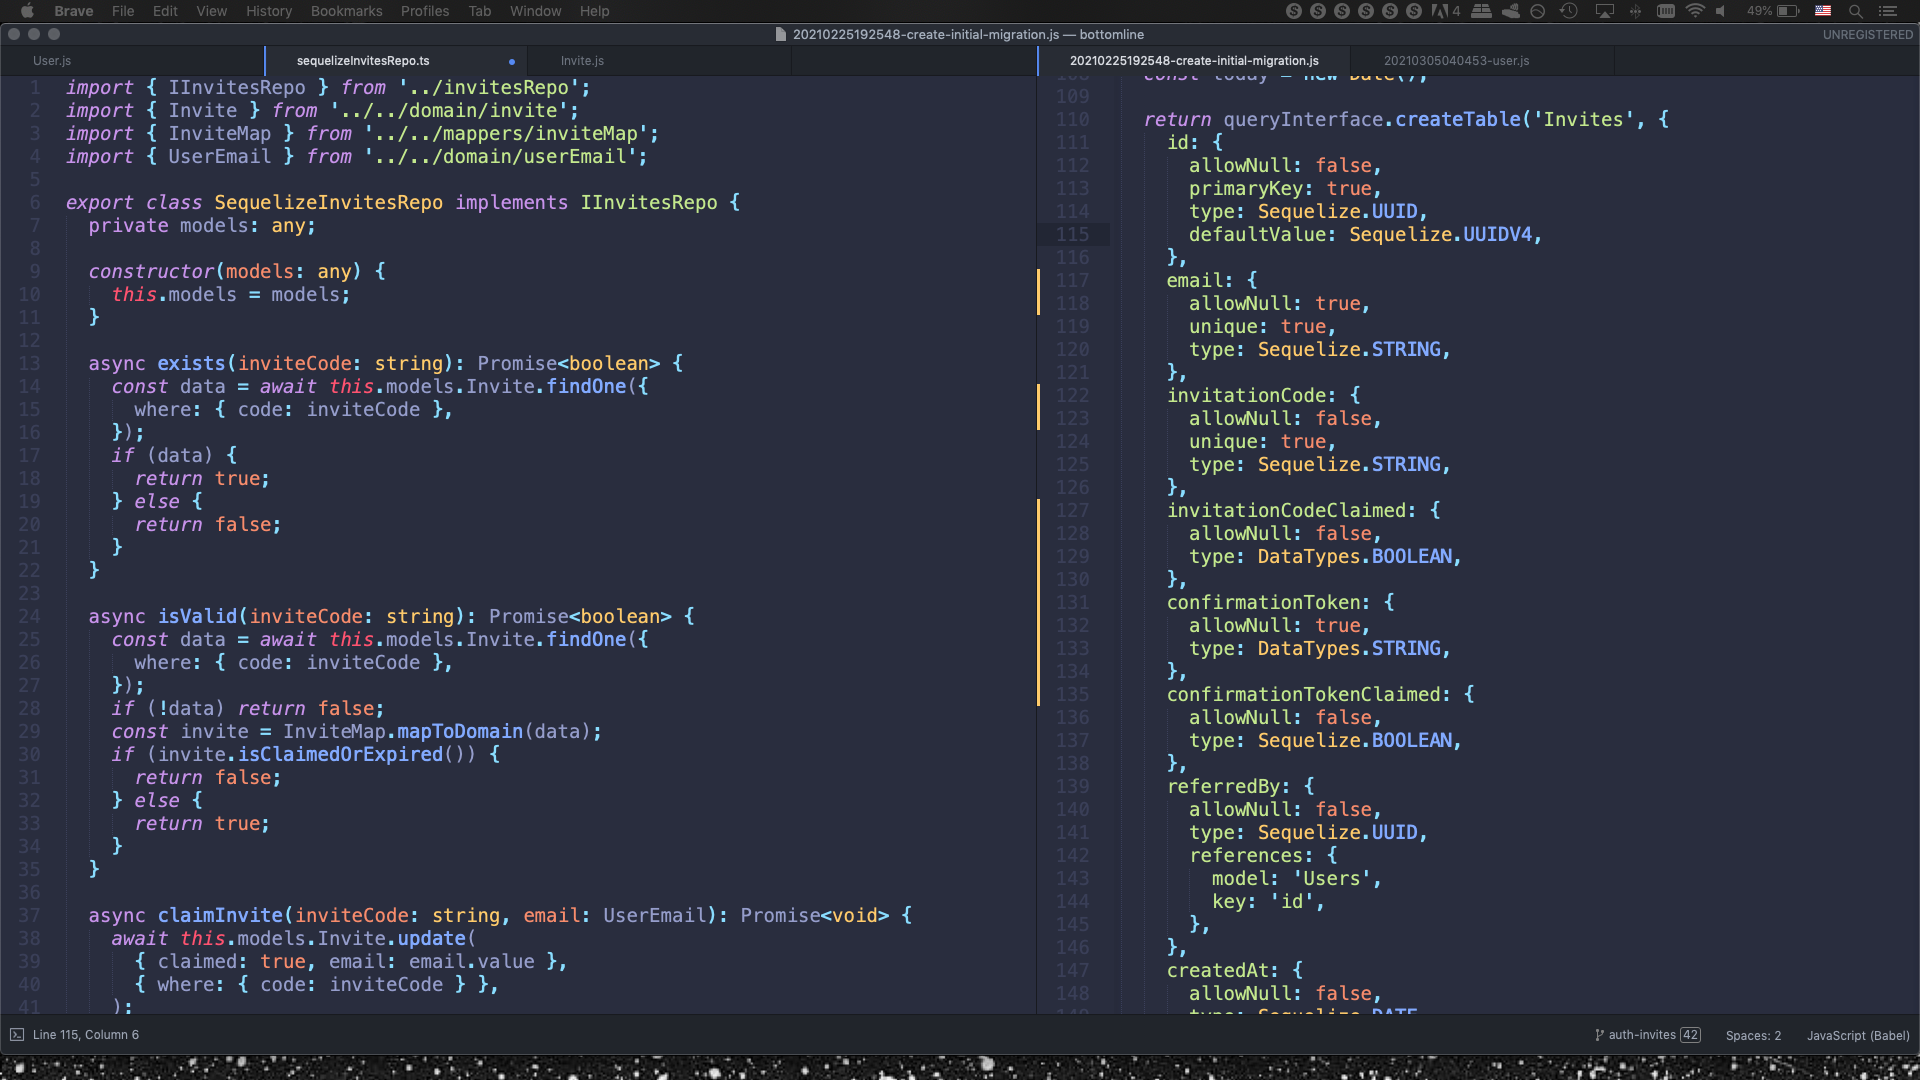 Brave File Edit View History Bookmarks Profiles Tab Window Help 4 49%
20210225192548-create-initial-migration.js — bottomline UNREGISTERED
User.js sequelizeInvitesRepo.ts Invite.js 20210225192548-create-initial-migration.js 20210305040453-user.js
1 import { IInvitesRepo } from '../invitesRepo';
2 import { Invite } from '../../domain/invite';
3 import { InviteMap } from '../../mappers/inviteMap';
4 import { UserEmail } from '../../domain/userEmail';
5
6 export class SequelizeInvitesRepo implements IInvitesRepo {
7 private models: any;
8
9 constructor(models: any) {
10 this.models = models;
11 }
12
13 async exists(inviteCode: string): Promise<boolean> {
14 const data = await this.models.Invite.findOne({
15 where: { code: inviteCode },
16 });
17 if (data) {
18 return true;
19 } else {
20 return false;
21 }
22 }
23
24 async isValid(inviteCode: string): Promise<boolean> {
25 const data = await this.models.Invite.findOne({
26 where: { code: inviteCode },
27 });
28 if (!data) return false;
29 const invite = InviteMap.mapToDomain(data);
30 if (invite.isClaimedOrExpired()) {
31 return false;
32 } else {
33 return true;
34 }
35 }
36
37 async claimInvite(inviteCode: string, email: UserEmail): Promise<void> {
38 await this.models.Invite.update(
39 { claimed: true, email: email.value },
40 { where: { code: inviteCode } },
41 );
108 const today = new Date();
109
110 return queryInterface.createTable('Invites', {
111 id: {
112 allowNull: false,
113 primaryKey: true,
114 type: Sequelize.UUID,
115 defaultValue: Sequelize.UUIDV4,
116 },
117 email: {
118 allowNull: true,
119 unique: true,
120 type: Sequelize.STRING,
121 },
122 invitationCode: {
123 allowNull: false,
124 unique: true,
125 type: Sequelize.STRING,
126 },
127 invitationCodeClaimed: {
128 allowNull: false,
129 type: DataTypes.BOOLEAN,
130 },
131 confirmationToken: {
132 allowNull: true,
133 type: DataTypes.STRING,
134 },
135 confirmationTokenClaimed: {
136 allowNull: false,
137 type: Sequelize.BOOLEAN,
138 },
139 referredBy: {
140 allowNull: false,
141 type: Sequelize.UUID,
142 references: {
143 model: 'Users',
144 key: 'id',
145 },
146 },
147 createdAt: {
148 allowNull: false,
149 type: Sequelize.DATE
Line 115, Column 6 auth-invites 42 Spaces: 2 JavaScript (Babel)